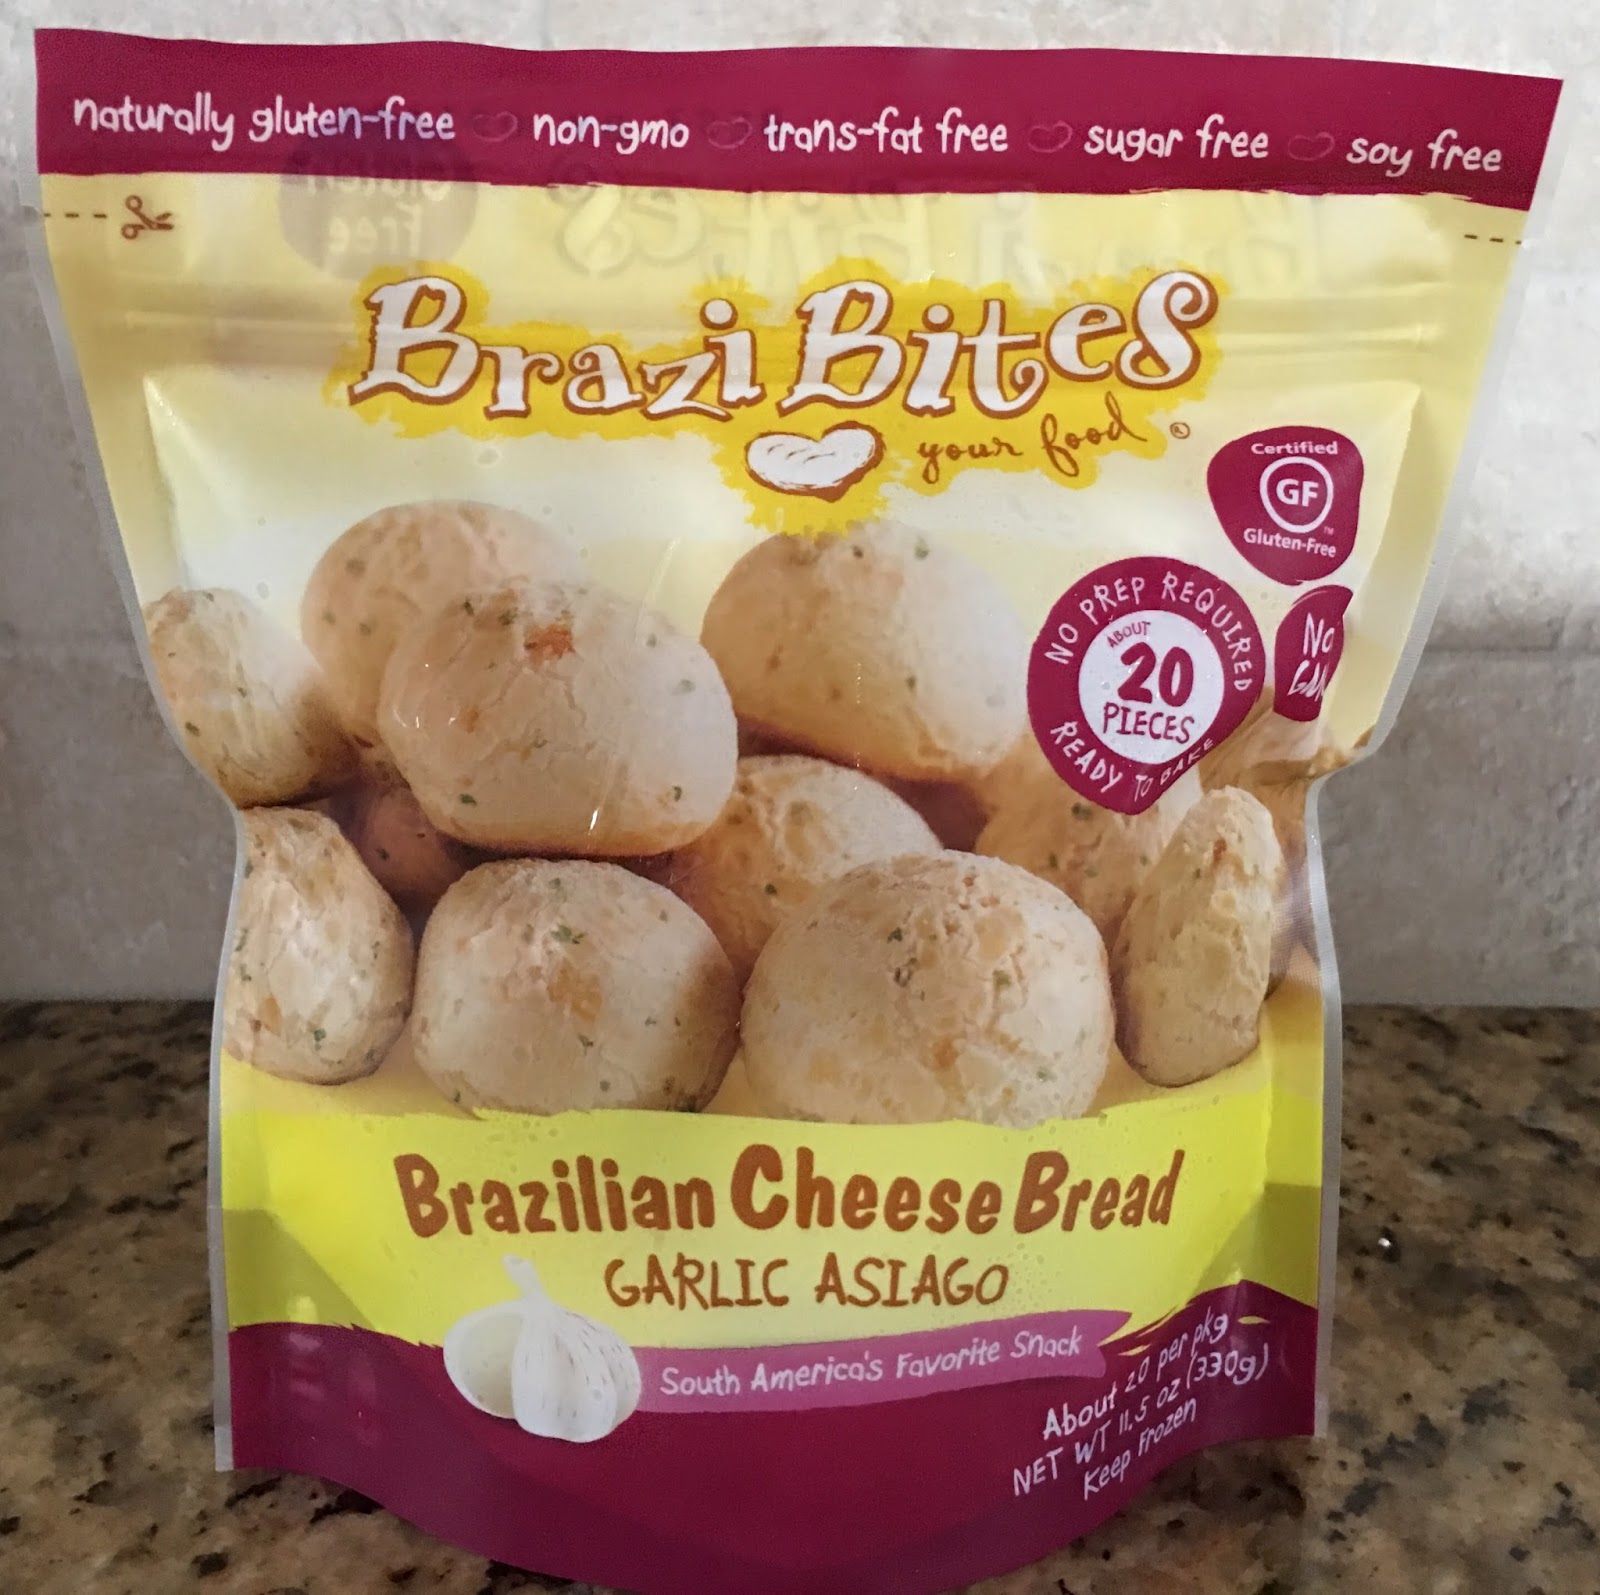 naturally gluten-free non-gmo trans-fat free sugar free soy free
Brazi Bites
your food ®
Certified
GF
Gluten-Free
NO PREP REQUIRED
ABOUT
20
PIECES
READY TO BAKE
NO
Brazilian Cheese Bread
GARLIC ASIAGO
South America's Favorite Snack
About 20 per pkg
NET WT 11.5 oz (330g)
Keep Frozen